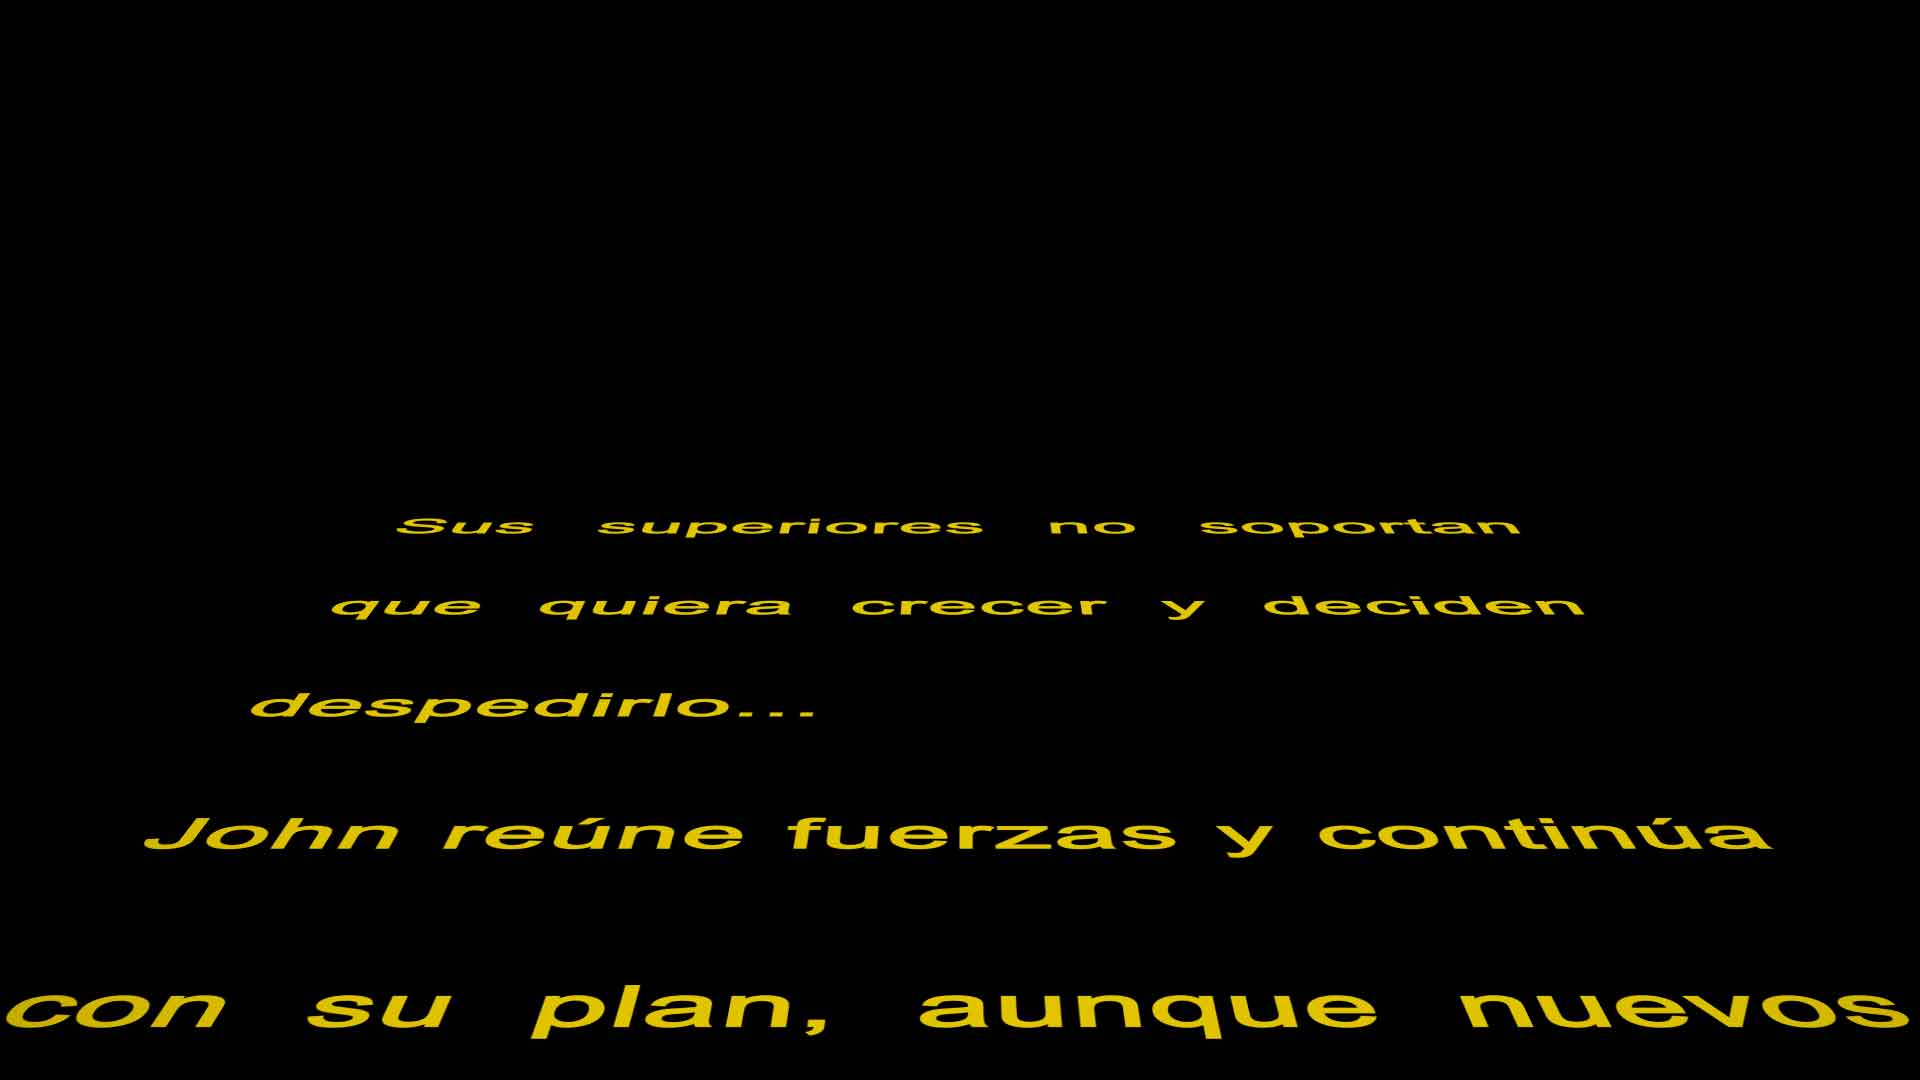 Sus superiores no soportan
que quiera crecer y deciden
despedirlo...
John reúne fuerzas y continúa
con su plan, aunque nuevos